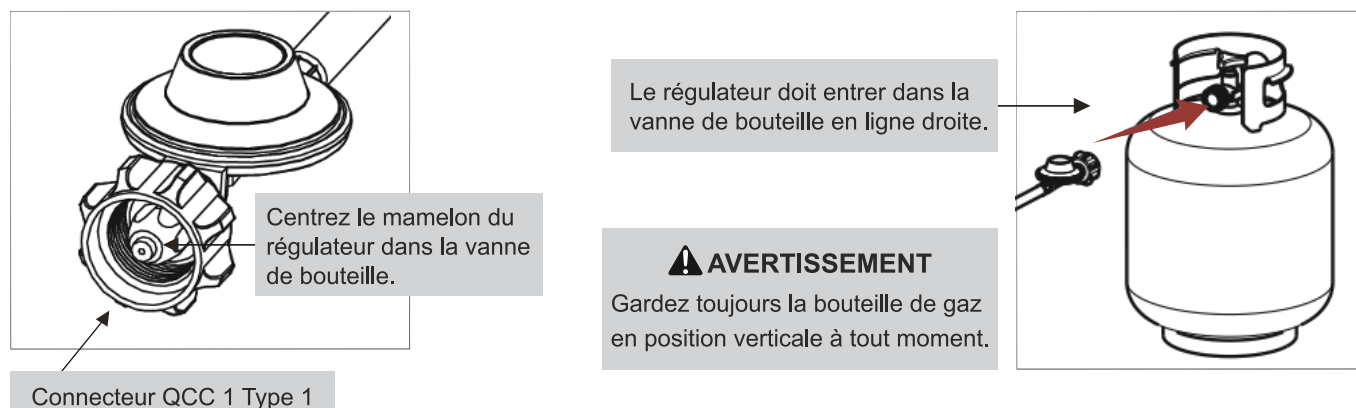 Centrez le mamelon du
régulateur dans la vanne
de bouteille.
Connecteur QCC 1 Type 1
Le régulateur doit entrer dans la
vanne de bouteille en ligne droite.
AVERTISSEMENT
Gardez toujours la bouteille de gaz
en position verticale à tout moment.